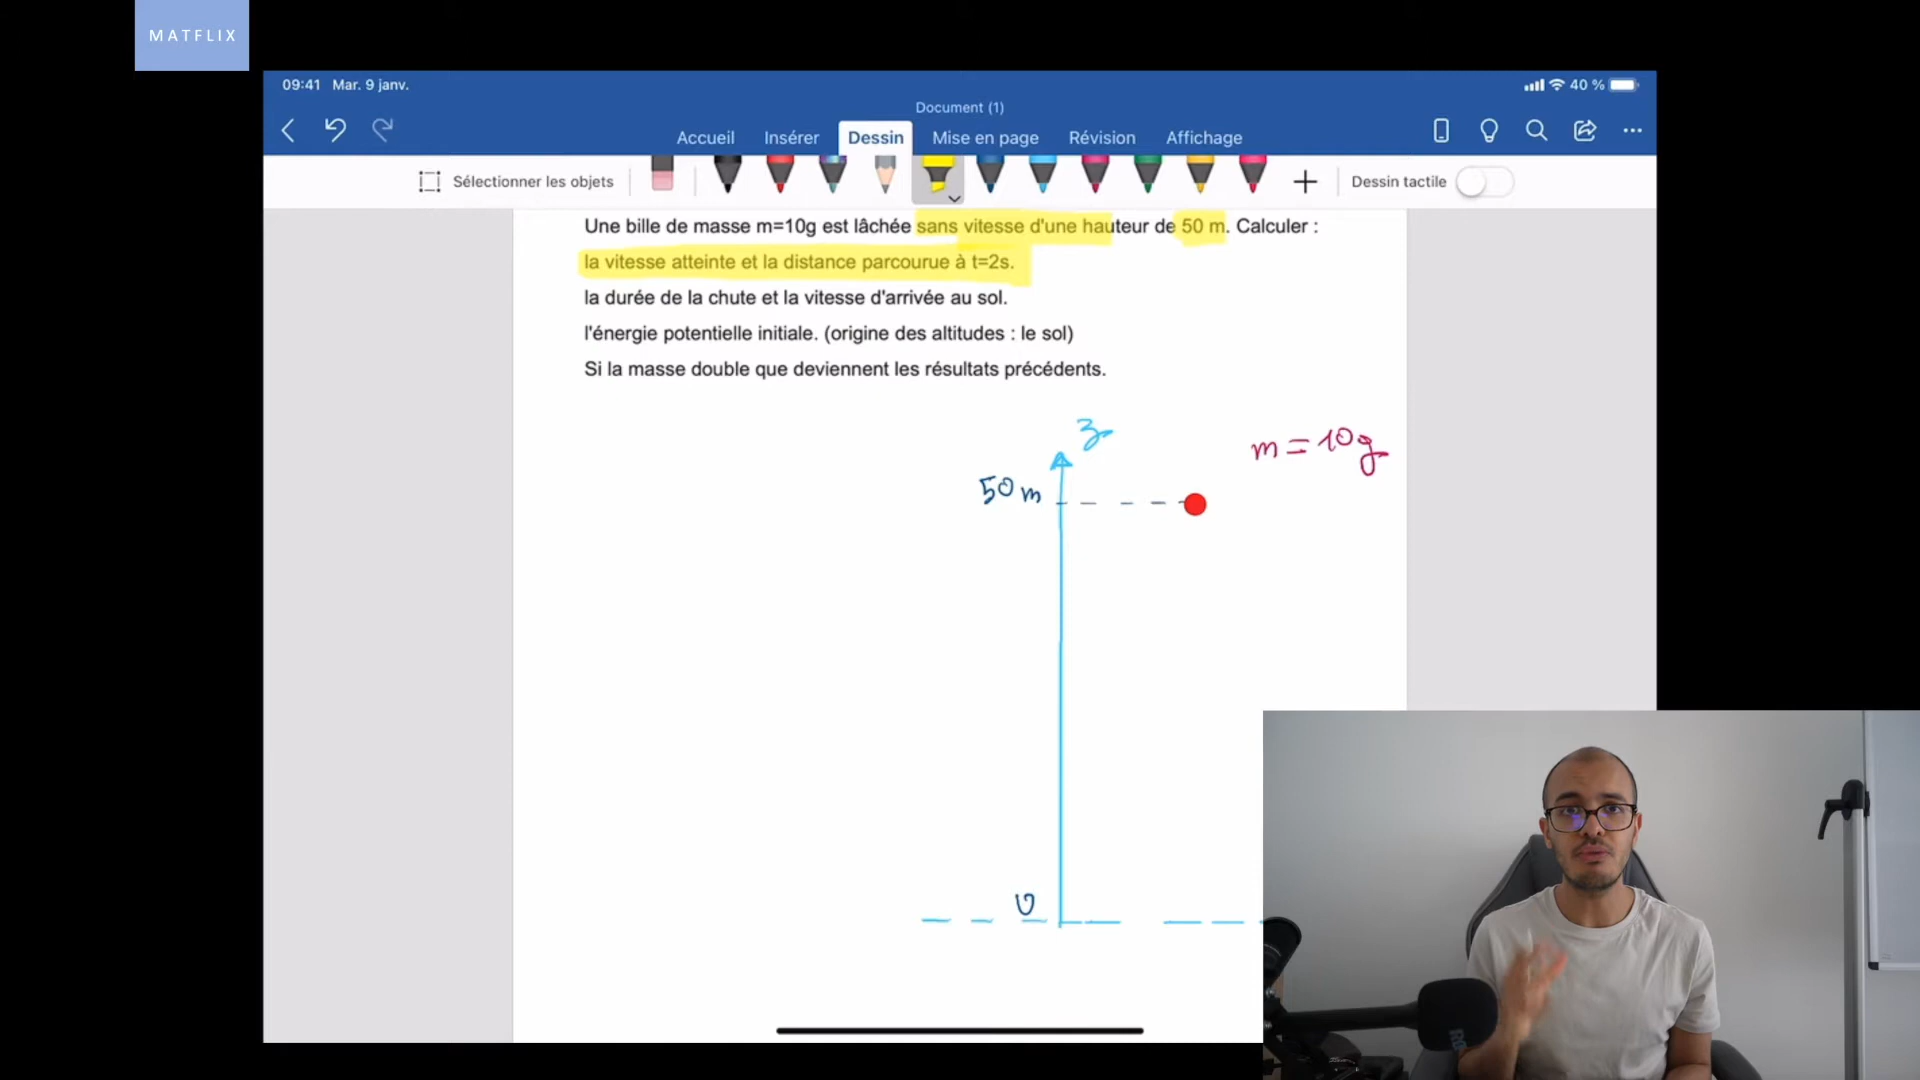 MATFLIX
09:41 Mar. 9 janv.
40 %
Document (1)
Accueil Insérer Dessin Mise en page Révision Affichage
Sélectionner les objets
Dessin tactile
Une bille de masse m=10g est lâchée sans vitesse d'une hauteur de 50 m. Calculer :
la vitesse atteinte et la distance parcourue à t=2s.
la durée de la chute et la vitesse d'arrivée au sol.
l'énergie potentielle initiale. (origine des altitudes : le sol)
Si la masse double que deviennent les résultats précédents.
z
m = 10g
50 m
0